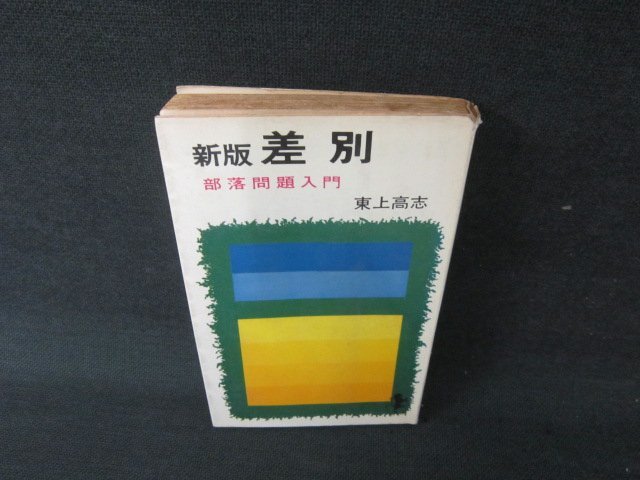 新版 差別
部落問題入門
東上高志